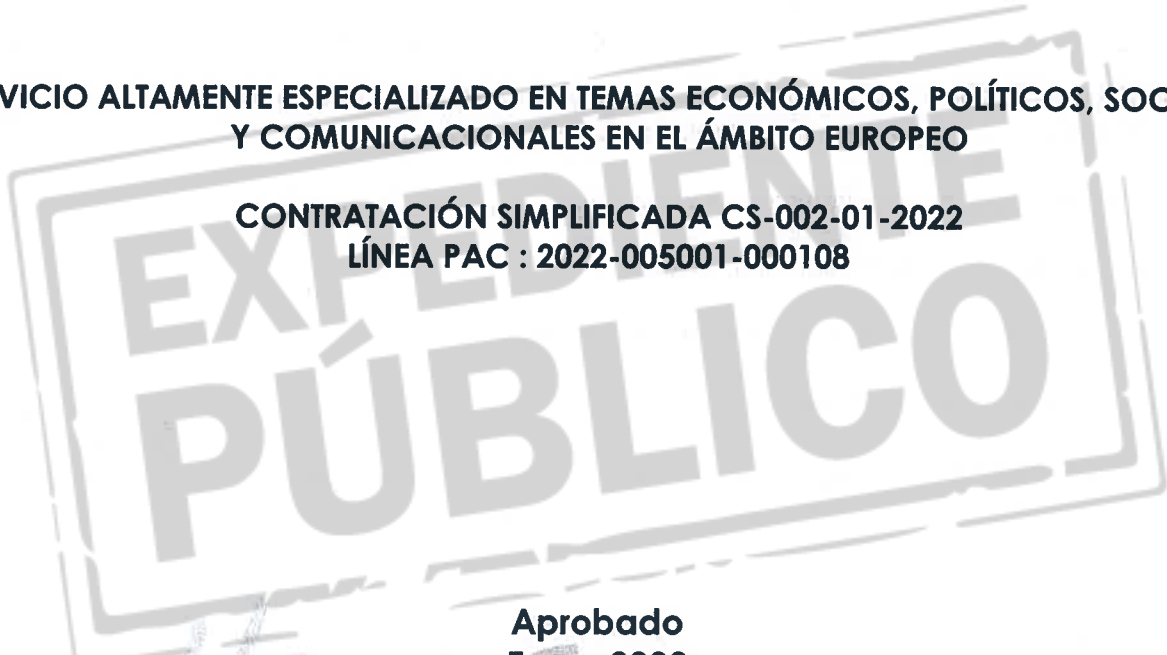 VICIO ALTAMENTE ESPECIALIZADO EN TEMAS ECONÓMICOS, POLÍTICOS, SOC
Y COMUNICACIONALES EN EL ÁMBITO EUROPEO
CONTRATACIÓN SIMPLIFICADA CS-002-01-2022
LÍNEA PAC : 2022-005001-000108
EXPEDIENTE
PÚBLICO
Aprobado